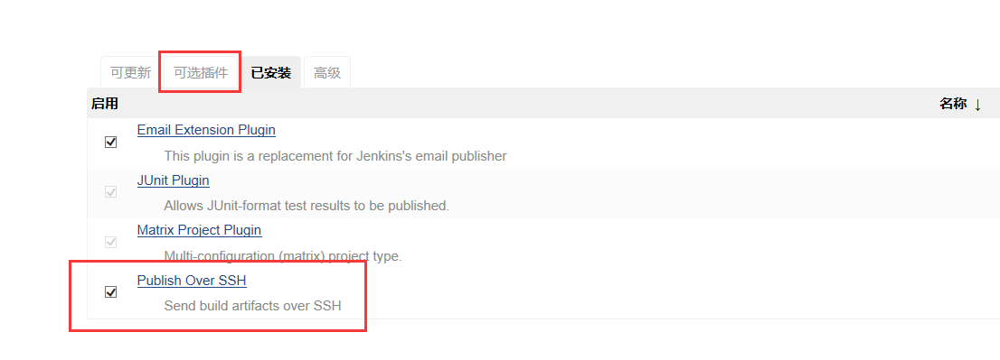 可更新 可选插件 已安装 高级
启用 名称 ↓
Email Extension Plugin
This plugin is a replacement for Jenkins's email publisher
JUnit Plugin
Allows JUnit-format test results to be published.
Matrix Project Plugin
Multi-configuration (matrix) project type.
Publish Over SSH
Send build artifacts over SSH